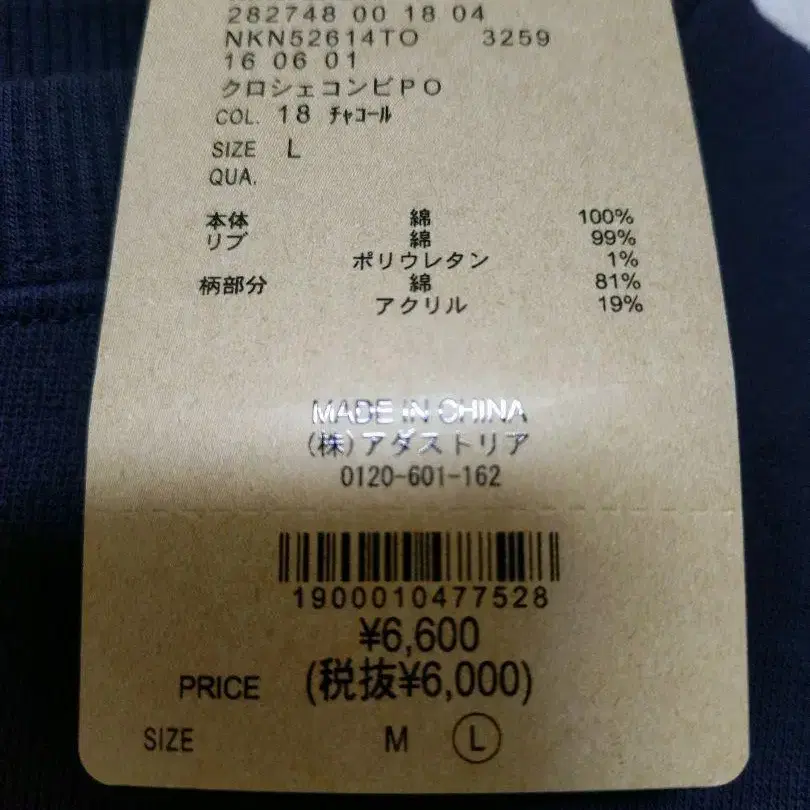 282748 00 18 04
NKN52614TO 3259
16 06 01
クロシェコンビPO
COL. 18 ﾁｬｺｰﾙ
SIZE L
QUA.
本体 綿 100%
リブ 綿 99%
ポリウレタン 1%
柄部分 綿 81%
アクリル 19%
MADE IN CHINA
(株)アダストリア
0120-601-162
1900010477528
¥6,600
PRICE (税抜¥6,000)
SIZE M L